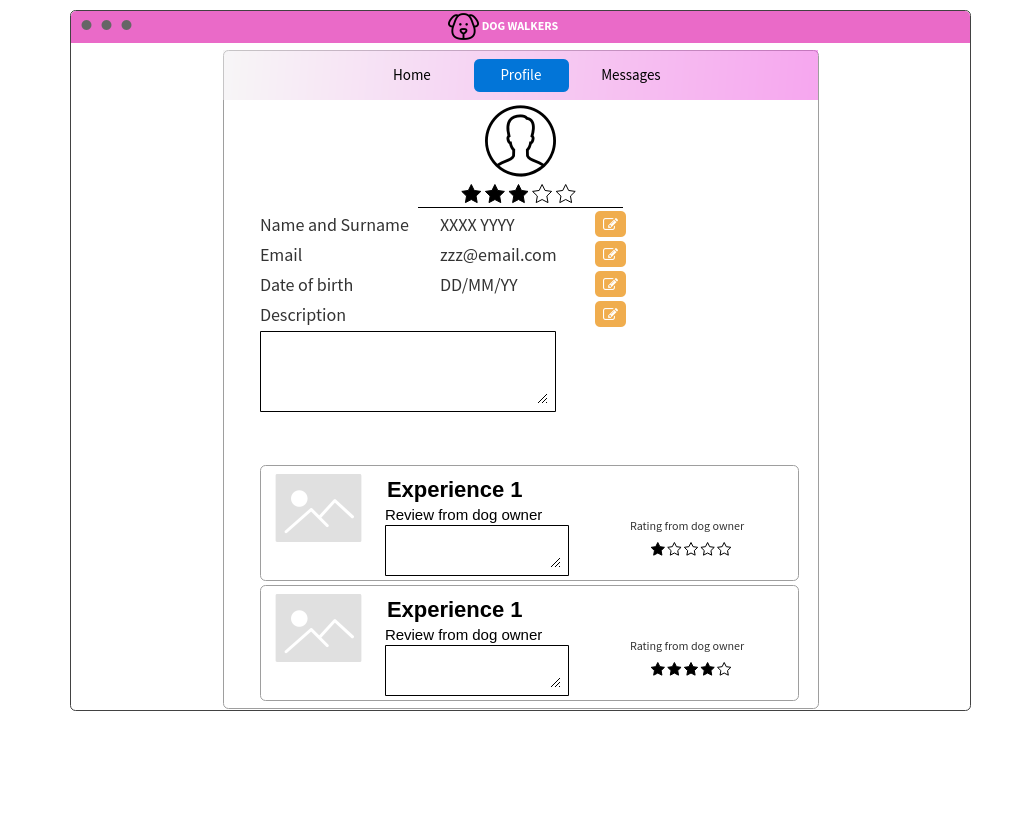 DOG WALKERS
Home Profile Messages
Name and Surname XXXX YYYY
Email zzz@email.com
Date of birth DD/MM/YY
Description
Experience 1
Review from dog owner
Rating from dog owner
Experience 1
Review from dog owner
Rating from dog owner